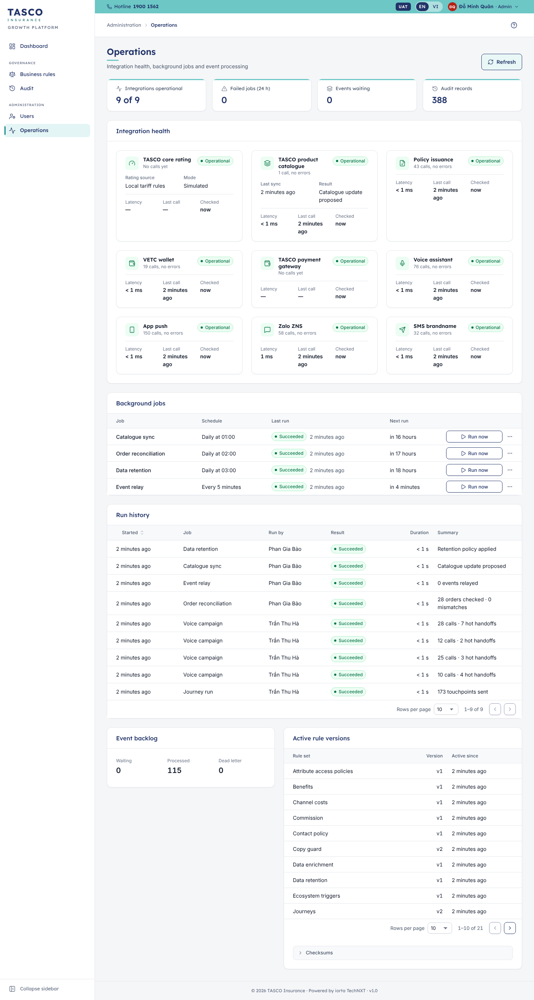 TASCO
INSURANCE
GROWTH PLATFORM
Dashboard
GOVERNANCE
Business rules
Audit
ADMINISTRATION
Users
Operations
Collapse sidebar
Hotline 1900 1562
UAT EN VI ĐQ Đỗ Minh Quân · Admin
Administration > Operations
Operations
Integration health, background jobs and event processing
Refresh
Integrations operational
9 of 9
Failed jobs (24 h)
0
Events waiting
0
Audit records
388
Integration health
TASCO core rating
No calls yet
Operational
Rating source Mode
Local tariff rules Simulated
Latency Last call Checked
— — now
TASCO product
catalogue
1 call, no errors
Operational
Last sync Result
2 minutes ago Catalogue update
proposed
Latency Last call Checked
< 1 ms 2 minutes now
ago
Policy issuance
43 calls, no errors
Operational
Latency Last call Checked
< 1 ms 2 minutes now
ago
VETC wallet
19 calls, no errors
Operational
Latency Last call Checked
< 1 ms 2 minutes now
ago
TASCO payment
gateway
No calls yet
Operational
Latency Last call Checked
— — now
Voice assistant
76 calls, no errors
Operational
Latency Last call Checked
< 1 ms 2 minutes now
ago
App push
150 calls, no errors
Operational
Latency Last call Checked
< 1 ms 2 minutes now
ago
Zalo ZNS
58 calls, no errors
Operational
Latency Last call Checked
1 ms 2 minutes now
ago
SMS brandname
32 calls, no errors
Operational
Latency Last call Checked
< 1 ms 2 minutes now
ago
Background jobs
Job Schedule Last run Next run
Catalogue sync Daily at 01:00 Succeeded 2 minutes ago in 16 hours Run now ...
Order reconciliation Daily at 02:00 Succeeded 2 minutes ago in 17 hours Run now ...
Data retention Daily at 03:00 Succeeded 2 minutes ago in 18 hours Run now ...
Event relay Every 5 minutes Succeeded 2 minutes ago in 4 minutes Run now ...
Run history
Started Job Run by Result Duration Summary
2 minutes ago Data retention Phan Gia Bảo Succeeded < 1 s Retention policy applied
2 minutes ago Catalogue sync Phan Gia Bảo Succeeded < 1 s Catalogue update proposed
2 minutes ago Event relay Phan Gia Bảo Succeeded < 1 s 0 events relayed
2 minutes ago Order reconciliation Phan Gia Bảo Succeeded < 1 s 28 orders checked · 0
mismatches
2 minutes ago Voice campaign Trần Thu Hà Succeeded < 1 s 28 calls · 7 hot handoffs
2 minutes ago Voice campaign Trần Thu Hà Succeeded < 1 s 12 calls · 2 hot handoffs
2 minutes ago Voice campaign Trần Thu Hà Succeeded < 1 s 25 calls · 3 hot handoffs
2 minutes ago Voice campaign Trần Thu Hà Succeeded < 1 s 10 calls · 4 hot handoffs
2 minutes ago Journey run Trần Thu Hà Succeeded < 1 s 173 touchpoints sent
Rows per page 10 1–9 of 9
Event backlog
Waiting Processed Dead letter
0 115 0
Active rule versions
Rule set Version Active since
Attribute access policies v1 2 minutes ago
Benefits v1 2 minutes ago
Channel costs v1 2 minutes ago
Commission v1 2 minutes ago
Contact policy v1 2 minutes ago
Copy guard v2 2 minutes ago
Data enrichment v1 2 minutes ago
Data retention v1 2 minutes ago
Ecosystem triggers v1 2 minutes ago
Journeys v2 2 minutes ago
Rows per page 10 1–10 of 21
Checksums
© 2026 TASCO Insurance · Powered by iorta TechNXT · v1.0